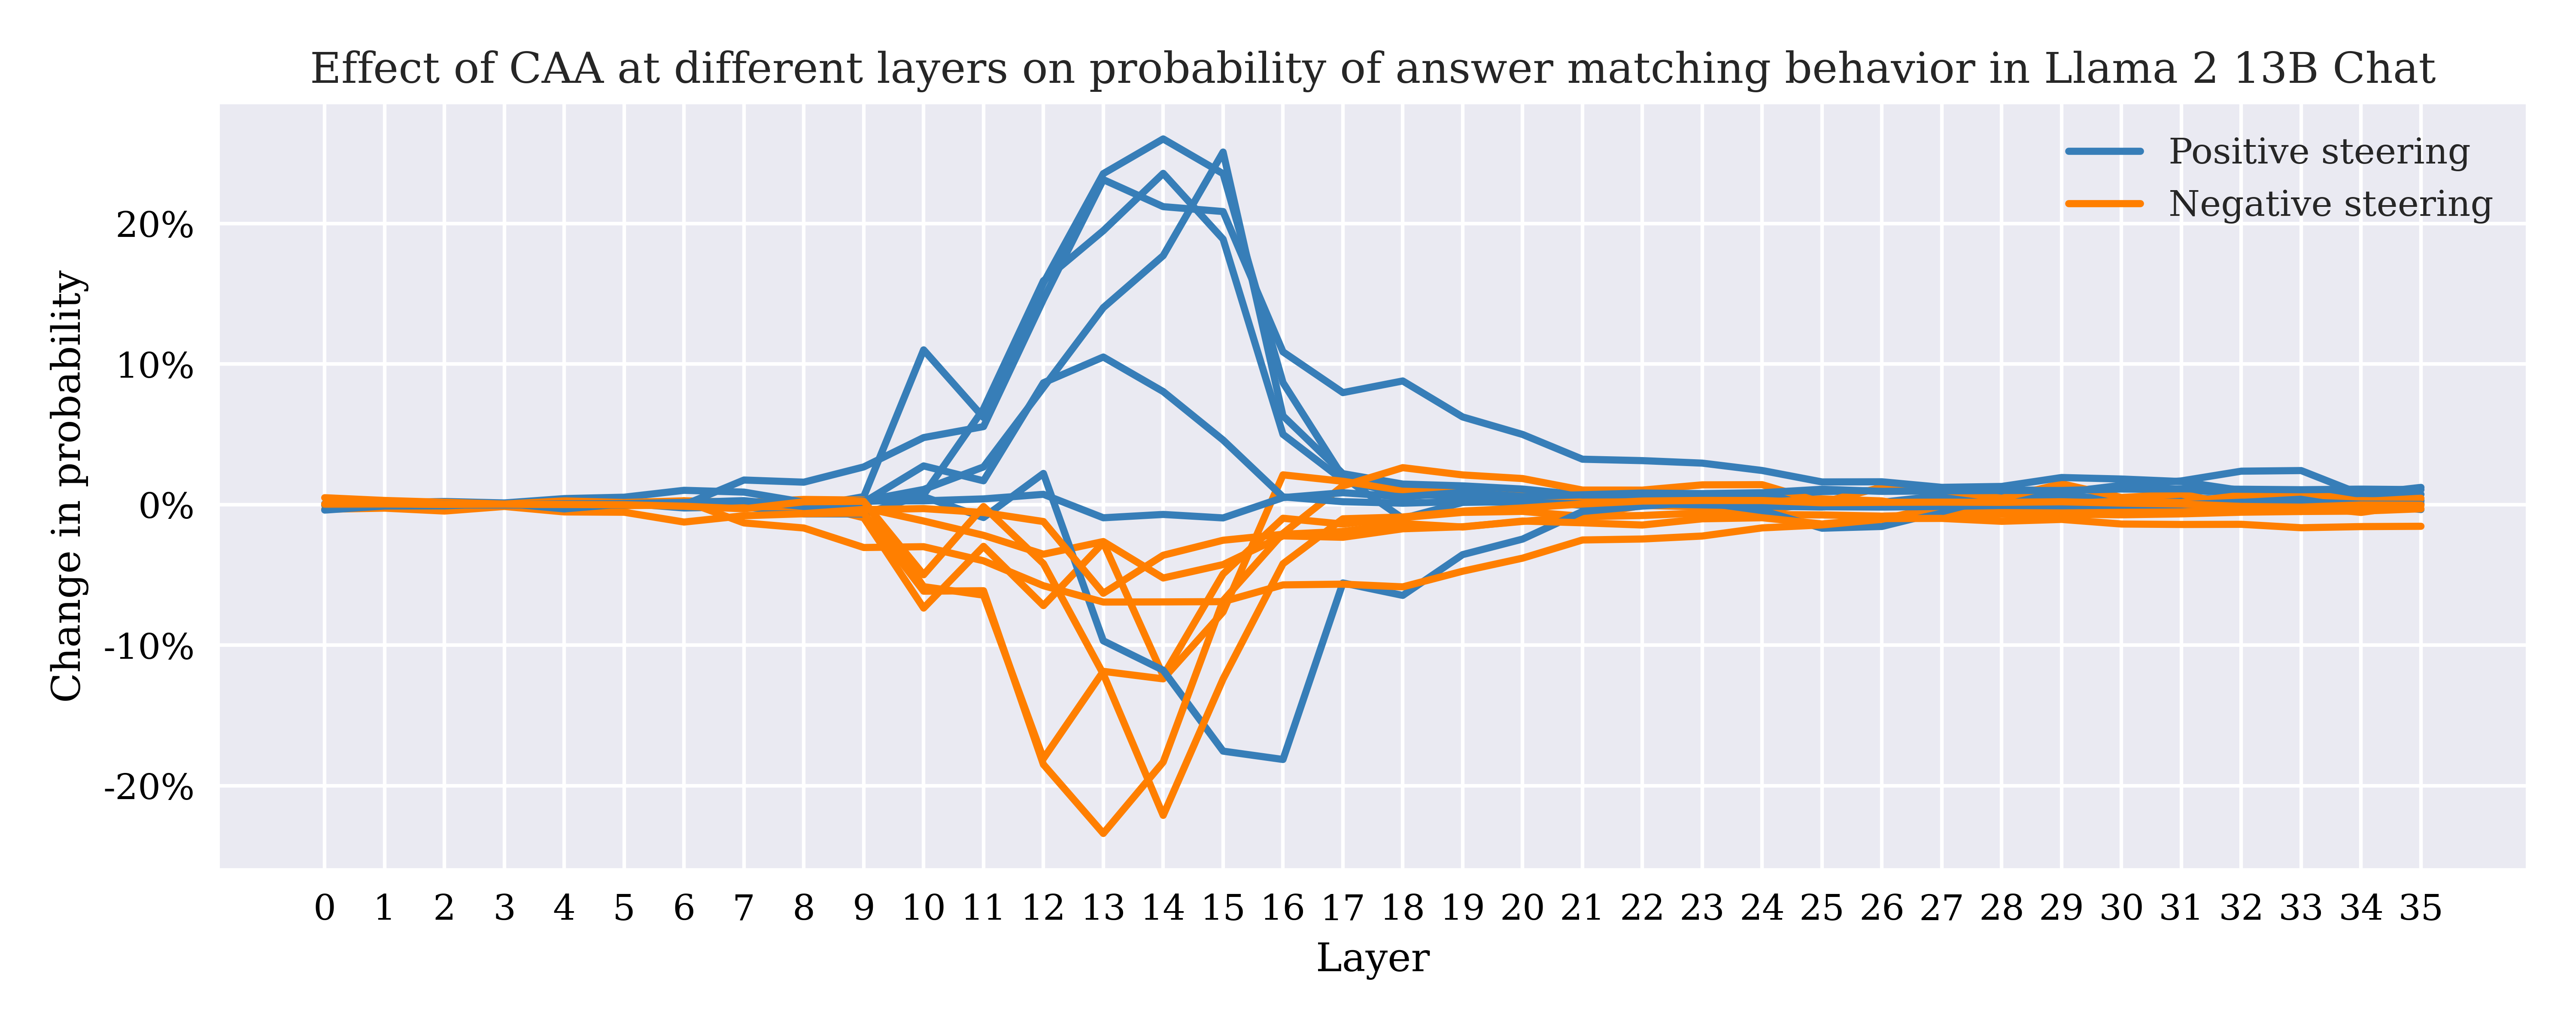 Effect of CAA at different layers on probability of answer matching behavior in Llama 2 13B Chat
Positive steering
Negative steering
Change in probability
20%
10%
0%
-10%
-20%
0 1 2 3 4 5 6 7 8 9 10 11 12 13 14 15 16 17 18 19 20 21 22 23 24 25 26 27 28 29 30 31 32 33 34 35
Layer